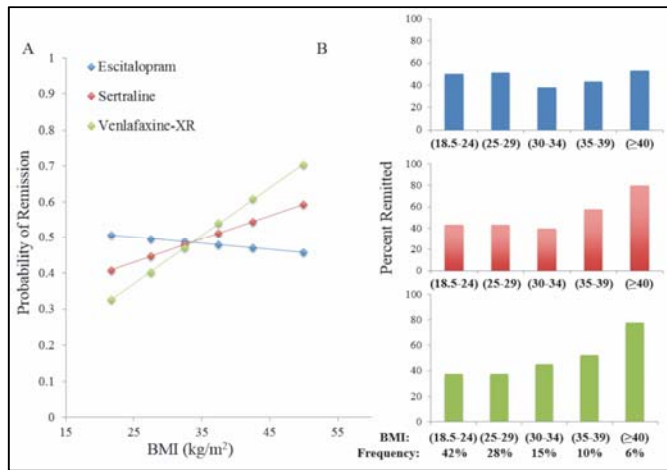 A
Escitalopram
Sertraline
Venlafaxine-XR
Probability of Remission
1
0.9
0.8
0.7
0.6
0.5
0.4
0.3
0.2
0.1
0
15 25 35 45 55
BMI (kg/m²)
B
Percent Remitted
100
80
60
40
20
0
(18.5-24) (25-29) (30-34) (35-39) (≥40)
100
80
60
40
20
0
(18.5-24) (25-29) (30-34) (35-39) (≥40)
100
80
60
40
20
0
BMI: (18.5-24) (25-29) (30-34) (35-39) (≥40)
Frequency: 42% 28% 15% 10% 6%